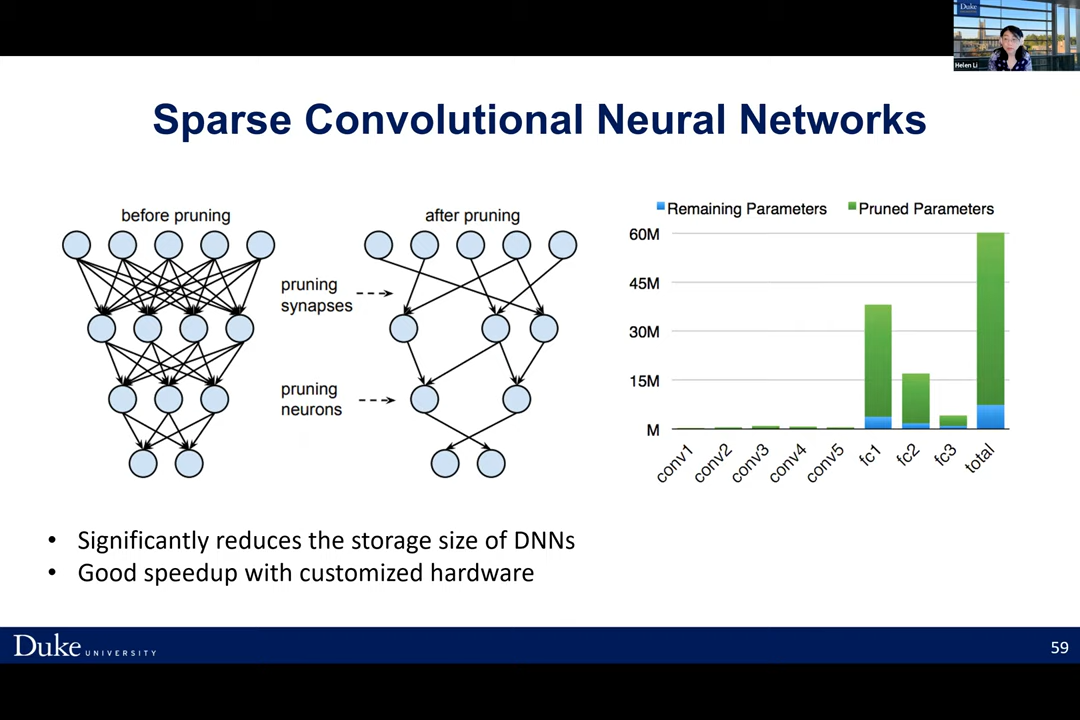 Duke
Helen Li
Sparse Convolutional Neural Networks
before pruning
after pruning
pruning
synapses
pruning
neurons
Remaining Parameters
Pruned Parameters
60M
45M
30M
15M
M
conv1
conv2
conv3
conv4
conv5
fc1
fc2
fc3
total
• Significantly reduces the storage size of DNNs
• Good speedup with customized hardware
Duke UNIVERSITY
59